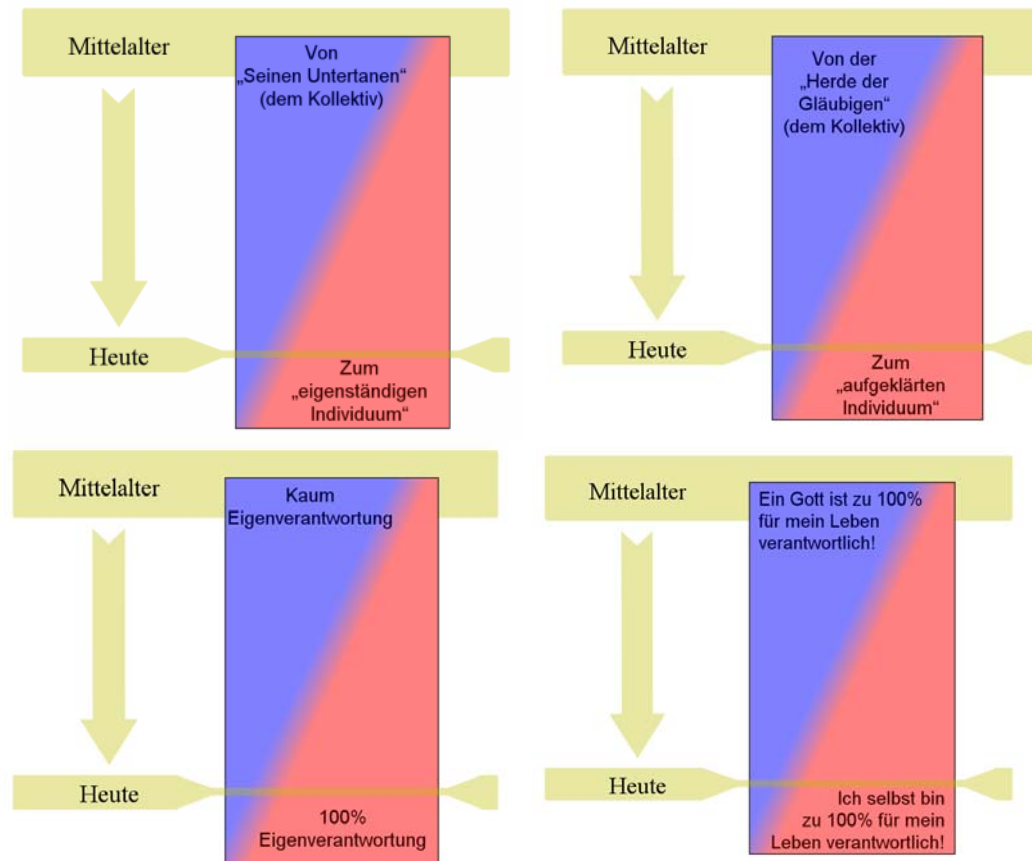 Mittelalter
Von
„Seinen Untertanen“
(dem Kollektiv)
Heute
Zum
„eigenständigen
Individuum“
Mittelalter
Von der
„Herde der
Gläubigen“
(dem Kollektiv)
Heute
Zum
„aufgeklärten
Individuum“
Mittelalter
Kaum
Eigenverantwortung
Heute
100%
Eigenverantwortung
Mittelalter
Ein Gott ist zu 100%
für mein Leben
verantwortlich!
Heute
Ich selbst bin
zu 100% für mein
Leben verantwortlich!